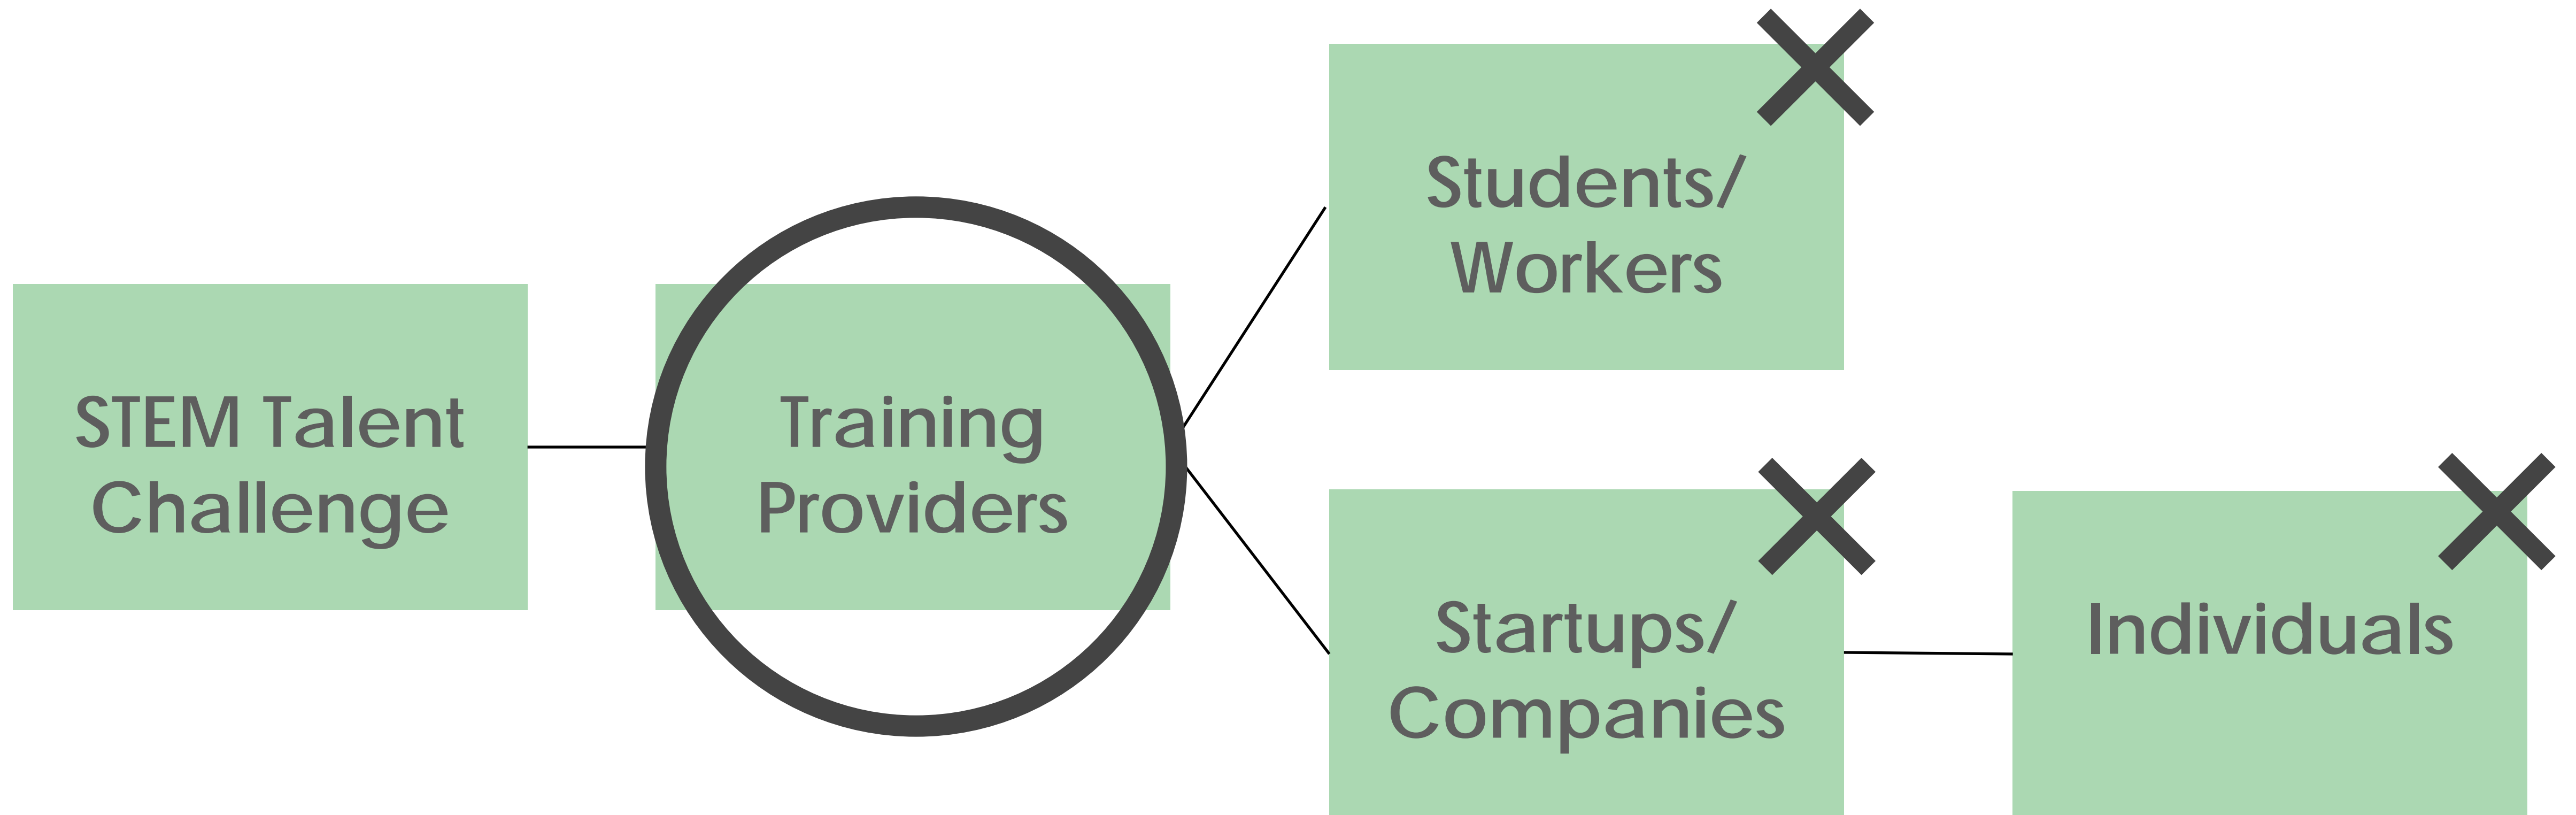 STEM Talent
Challenge
Training
Providers
Students/
Workers
Startups/
Companies
Individuals